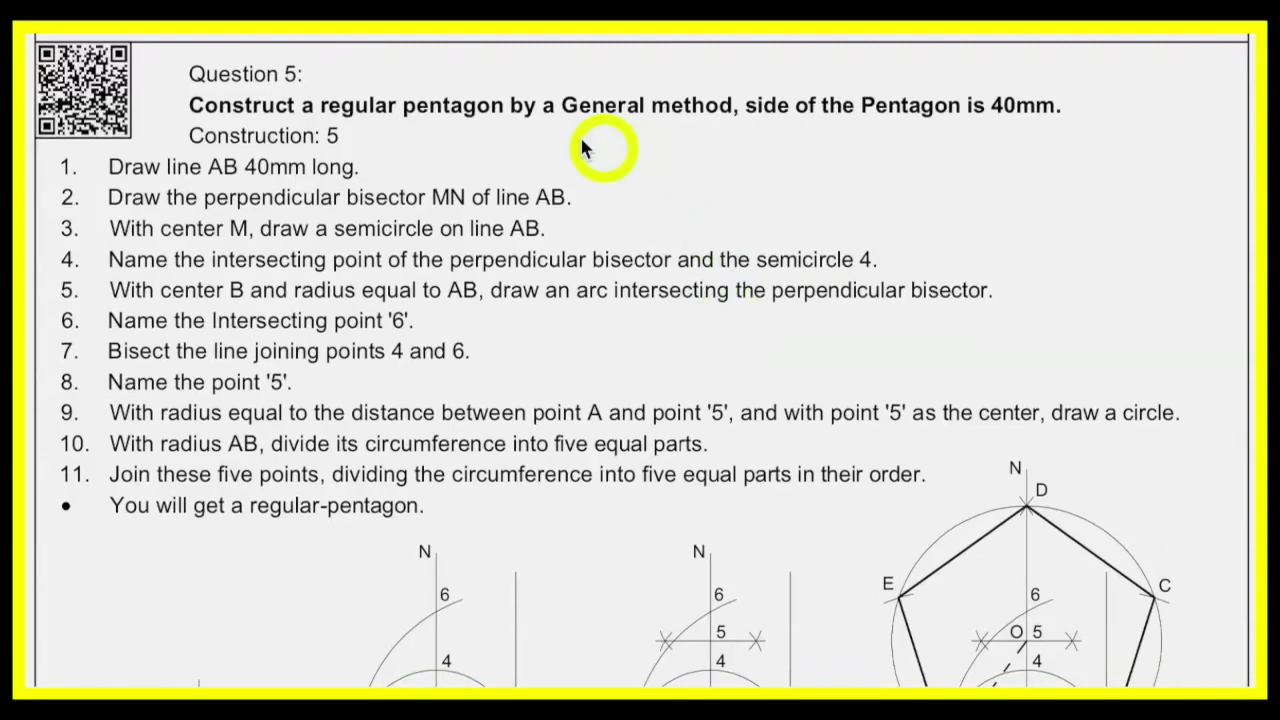 Question 5:
Construct a regular pentagon by a General method, side of the Pentagon is 40mm.
Construction: 5
1. Draw line AB 40mm long.
2. Draw the perpendicular bisector MN of line AB.
3. With center M, draw a semicircle on line AB.
4. Name the intersecting point of the perpendicular bisector and the semicircle 4.
5. With center B and radius equal to AB, draw an arc intersecting the perpendicular bisector.
6. Name the Intersecting point '6'.
7. Bisect the line joining points 4 and 6.
8. Name the point '5'.
9. With radius equal to the distance between point A and point '5', and with point '5' as the center, draw a circle.
10. With radius AB, divide its circumference into five equal parts.
11. Join these five points, dividing the circumference into five equal parts in their order.
• You will get a regular-pentagon.
N
6
4
N
6
5
4
N
D
E
C
6
O 5
4